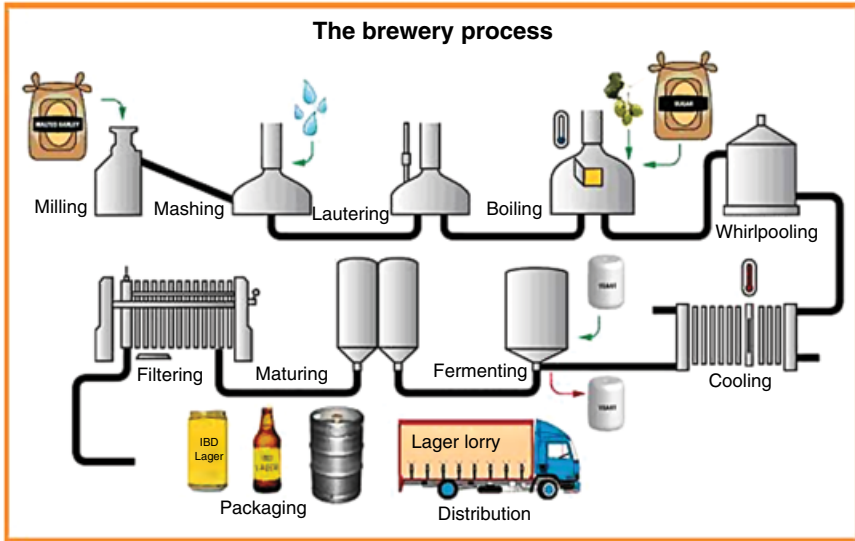 The brewery process
MALTED BARLEY
SUGAR
Milling
Mashing
Lautering
Boiling
Whirlpooling
YEAST
Filtering
Maturing
Fermenting
Cooling
YEAST
IBD
Lager
IBD
LAGER
Lager lorry
Packaging
Distribution